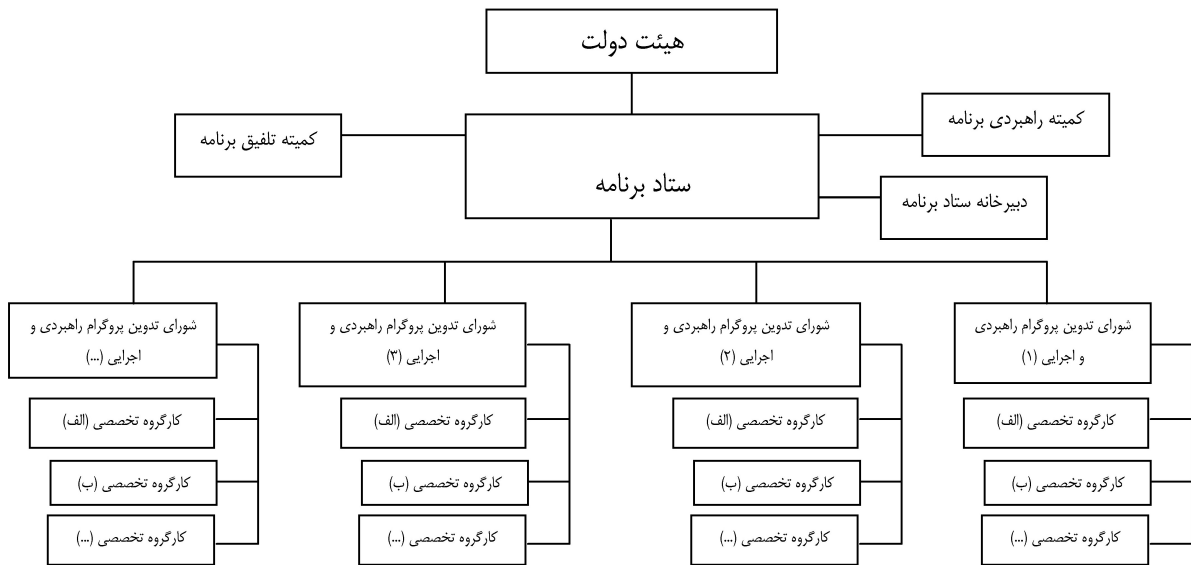 هیئت دولت
کمیته راهبردی برنامه
کمیته تلفیق برنامه
ستاد برنامه
دبیرخانه ستاد برنامه
شورای تدوین پروگرام راهبردی
و اجرایی (۱)
کارگروه تخصصی (الف)
کارگروه تخصصی (ب)
کارگروه تخصصی (...)
شورای تدوین پروگرام راهبردی و
اجرایی (۲)
کارگروه تخصصی (الف)
کارگروه تخصصی (ب)
کارگروه تخصصی (...)
شورای تدوین پروگرام راهبردی و
اجرایی (۳)
کارگروه تخصصی (الف)
کارگروه تخصصی (ب)
کارگروه تخصصی (...)
شورای تدوین پروگرام راهبردی و
اجرایی (...)
کارگروه تخصصی (الف)
کارگروه تخصصی (ب)
کارگروه تخصصی (...)